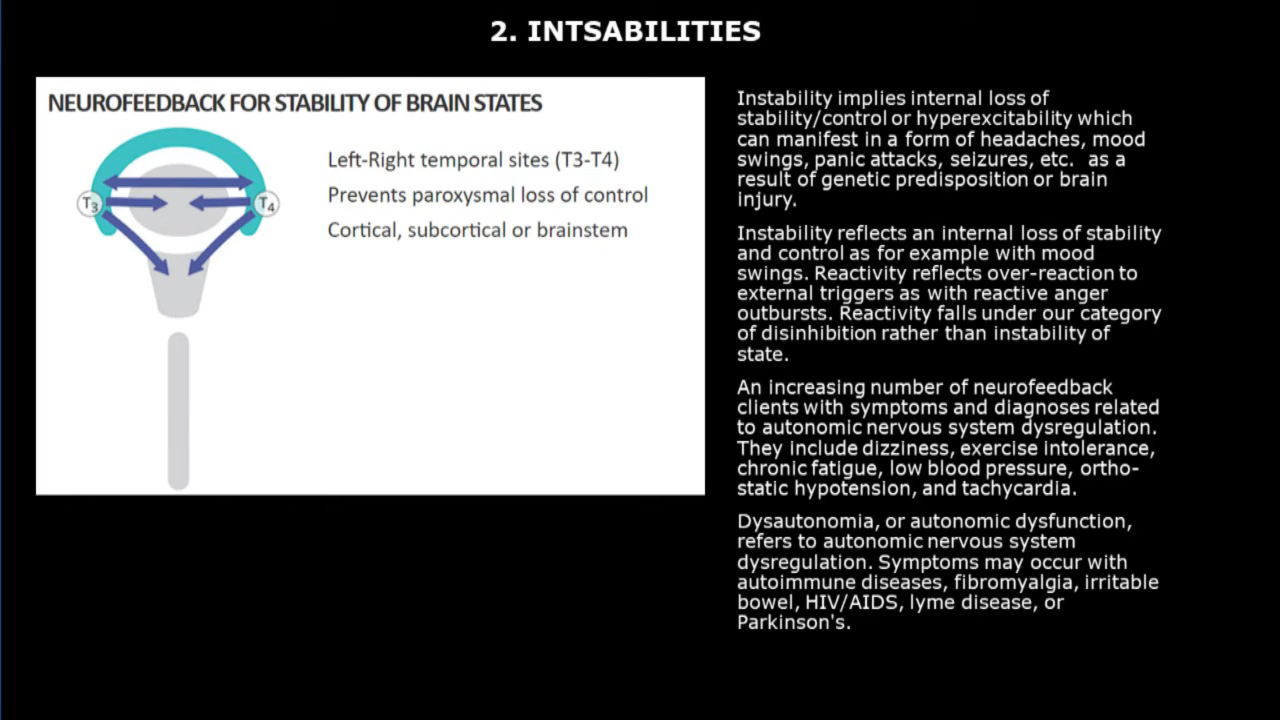 2. INTSABILITIES
NEUROFEEDBACK FOR STABILITY OF BRAIN STATES
T3
T4
Left-Right temporal sites (T3-T4)
Prevents paroxysmal loss of control
Cortical, subcortical or brainstem
Instability implies internal loss of
stability/control or hyperexcitability which
can manifest in a form of headaches, mood
swings, panic attacks, seizures, etc.  as a
result of genetic predisposition or brain
injury.
Instability reflects an internal loss of stability
and control as for example with mood
swings. Reactivity reflects over-reaction to
external triggers as with reactive anger
outbursts. Reactivity falls under our category
of disinhibition rather than instability of
state.
An increasing number of neurofeedback
clients with symptoms and diagnoses related
to autonomic nervous system dysregulation.
They include dizziness, exercise intolerance,
chronic fatigue, low blood pressure, ortho-
static hypotension, and tachycardia.
Dysautonomia, or autonomic dysfunction,
refers to autonomic nervous system
dysregulation. Symptoms may occur with
autoimmune diseases, fibromyalgia, irritable
bowel, HIV/AIDS, lyme disease, or
Parkinson's.